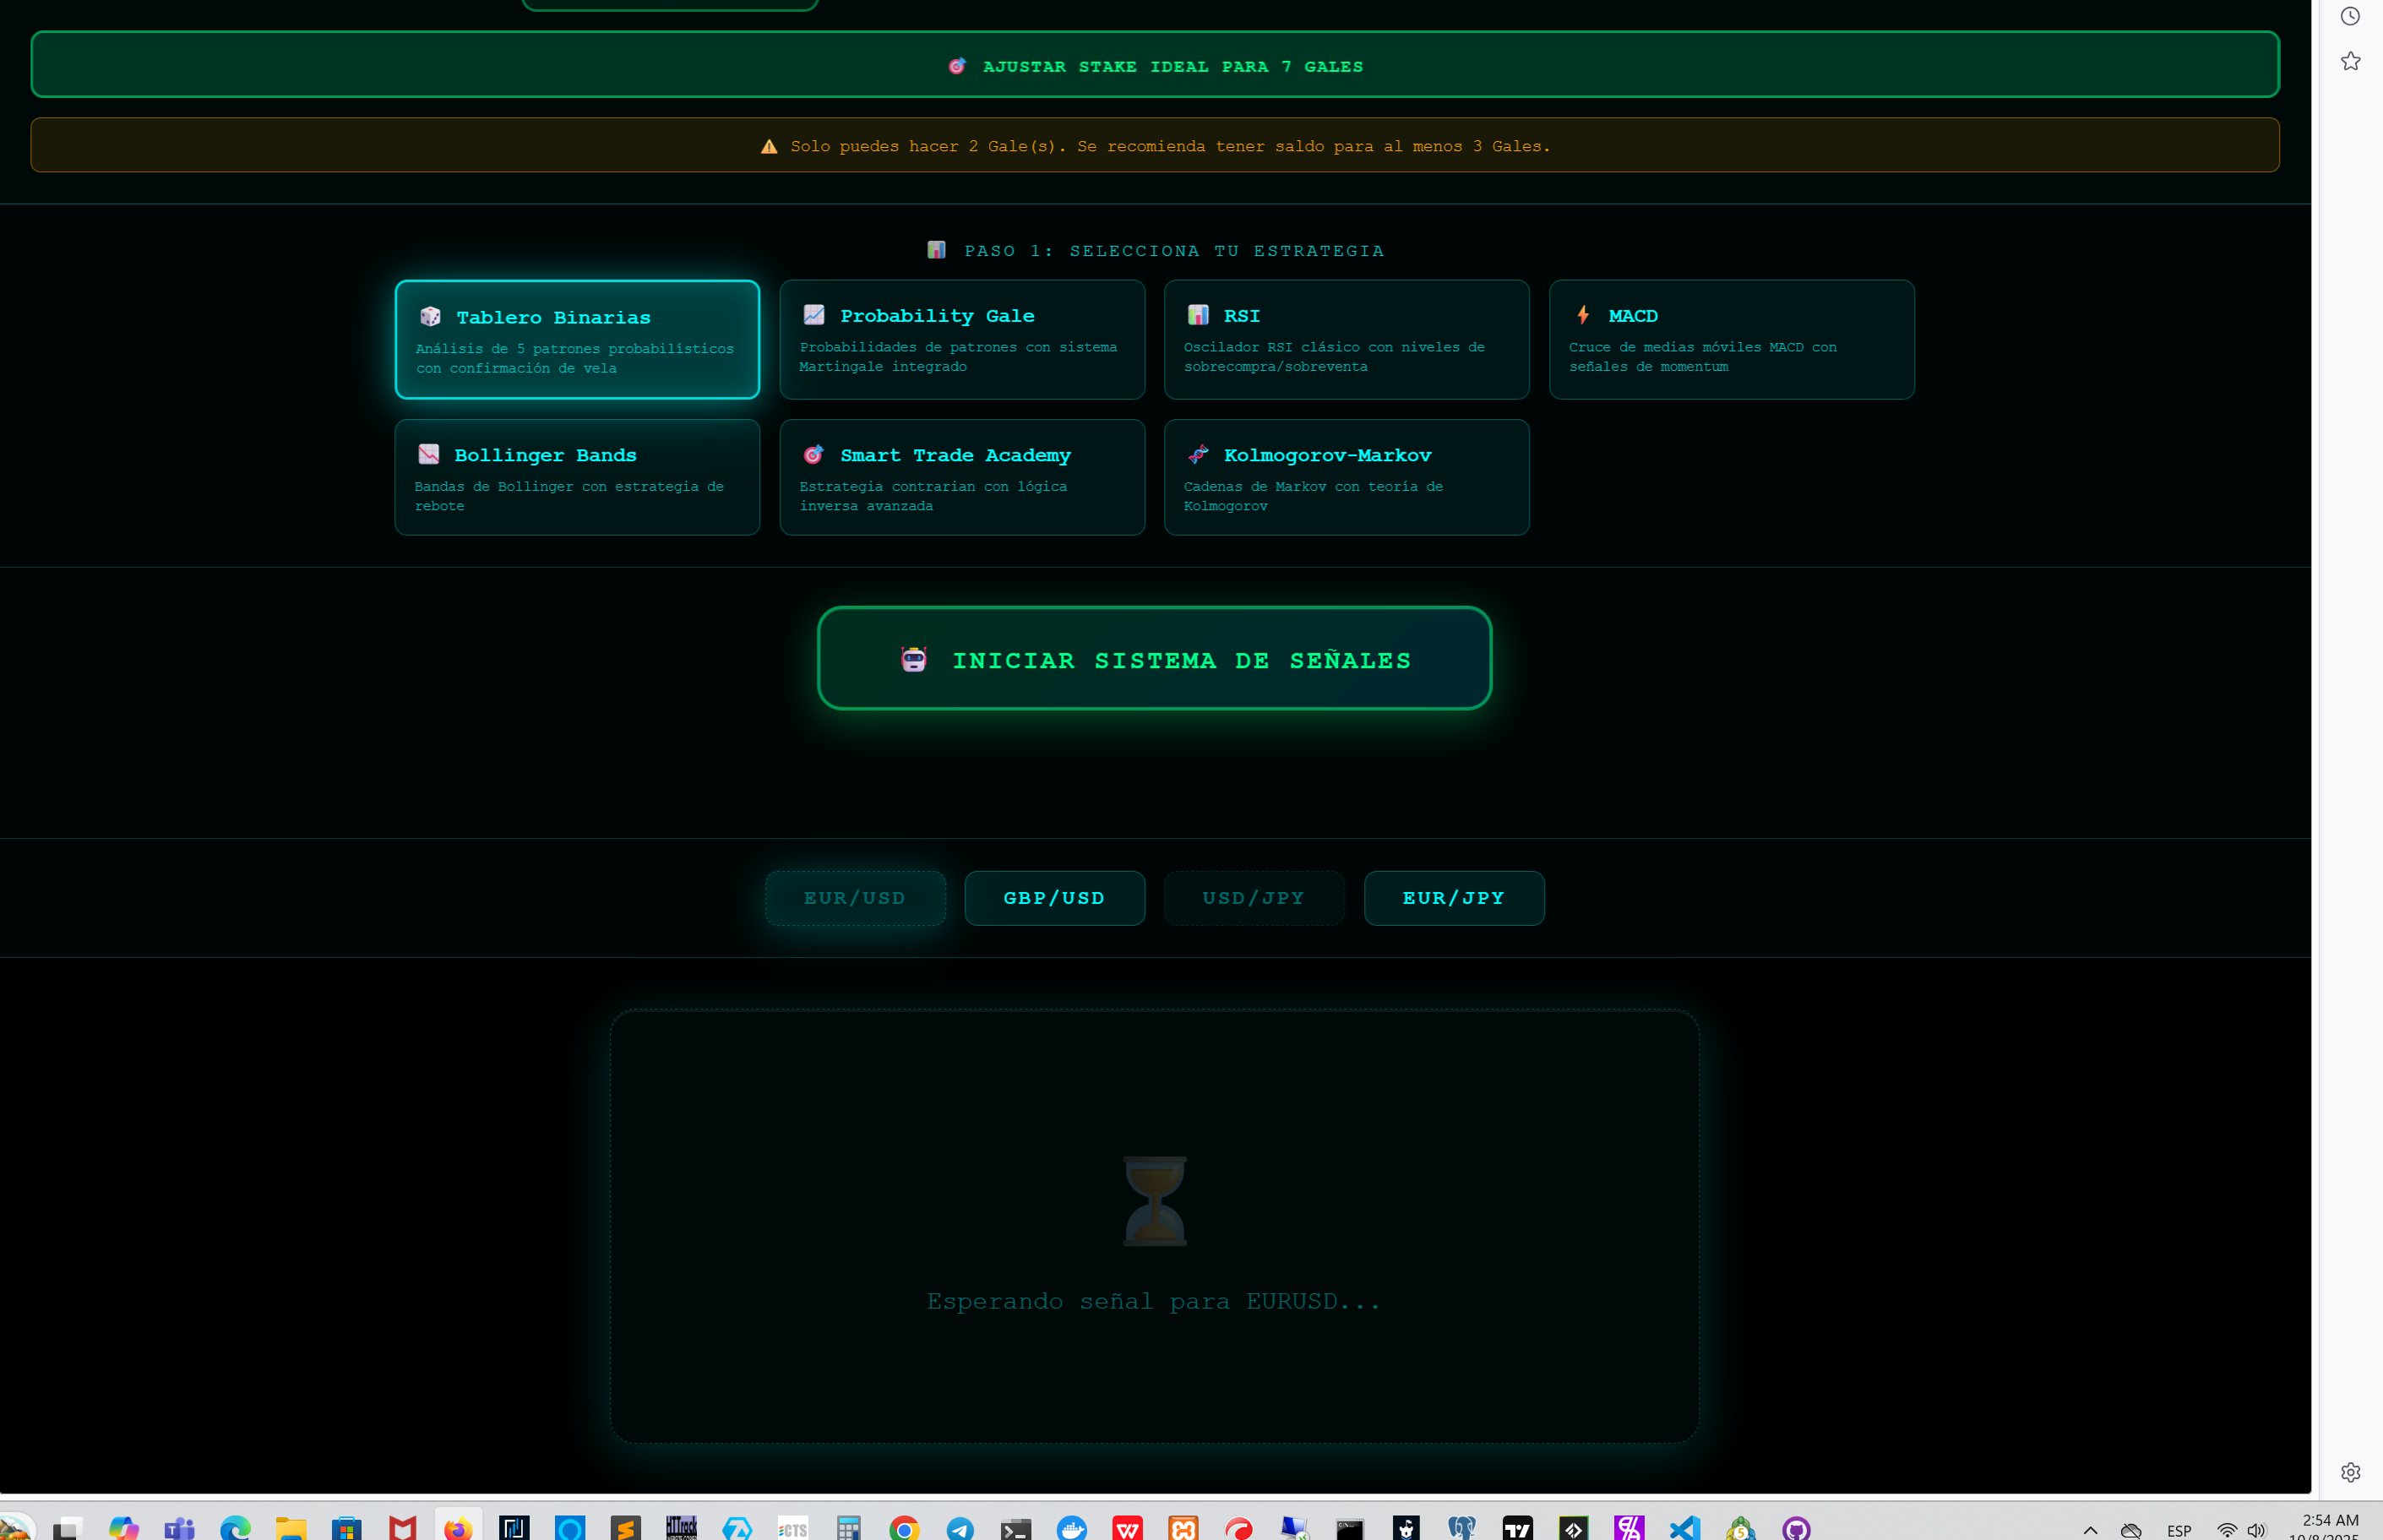 AJUSTAR STAKE IDEAL PARA 7 GALES
Solo puedes hacer 2 Gale(s). Se recomienda tener saldo para al menos 3 Gales.
PASO 1: SELECCIONA TU ESTRATEGIA
Tablero Binarias
Análisis de 5 patrones probabilísticos
con confirmación de vela
Probability Gale
Probabilidades de patrones con sistema
Martingale integrado
RSI
Oscilador RSI clásico con niveles de
sobrecompra/sobreventa
MACD
Cruce de medias móviles MACD con
señales de momentum
Bollinger Bands
Bandas de Bollinger con estrategia de
rebote
Smart Trade Academy
Estrategia contrarian con lógica
inversa avanzada
Kolmogorov-Markov
Cadenas de Markov con teoría de
Kolmogorov
INICIAR SISTEMA DE SEÑALES
EUR/USD
GBP/USD
USD/JPY
EUR/JPY
Esperando señal para EURUSD...
ESP
2:54 AM